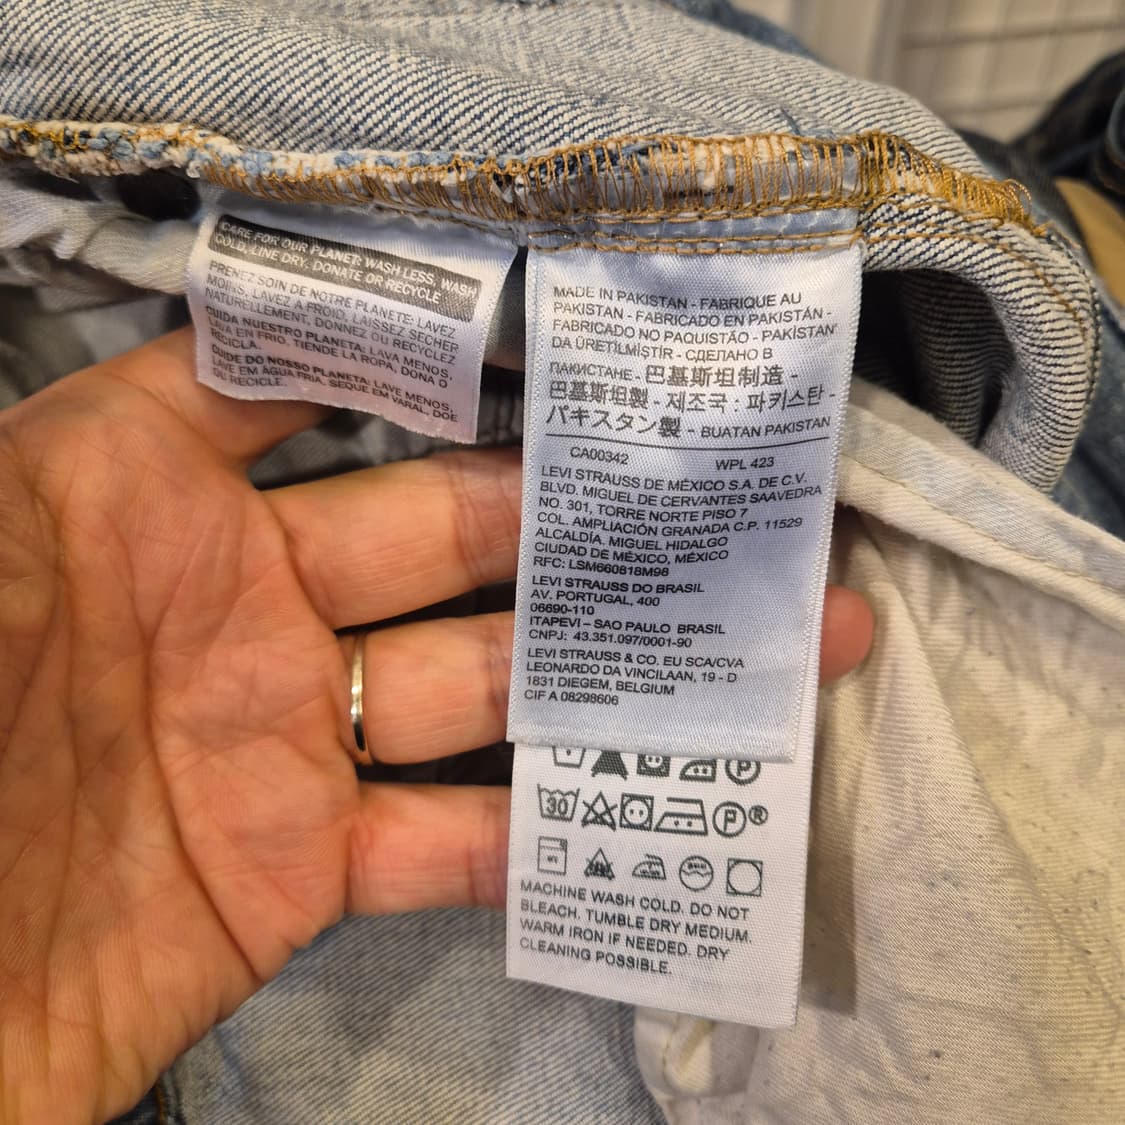 CARE FOR OUR PLANET: WASH LESS, WASH
COLD, LINE DRY, DONATE OR RECYCLE
PRENEZ SOIN DE NOTRE PLANETE: LAVEZ
MOINS, LAVEZ A FROID, LAISSEZ SECHER
NATURELLEMENT, DONNEZ OU RECYCLEZ
CUIDA NUESTRO PLANETA: LAVA MENOS,
LAVA EN FRIO, TIENDE LA ROPA, DONA O
RECICLA.
CUIDE DO NOSSO PLANETA: LAVE MENOS,
LAVE EM ÁGUA FRIA, SEQUE EM VARAL, DOE
OU RECICLE.
MADE IN PAKISTAN - FABRIQUE AU
PAKISTAN - FABRICADO EN PAKISTÁN -
FABRICADO NO PAQUISTÃO - PAKİSTAN'
DA ÜRETİLMİŞTİR - СДЕЛАНО В
ПАКИСТАНЕ - 巴基斯坦制造 -
巴基斯坦製 - 제조국 : 파키스탄 -
パキスタン製 - BUATAN PAKISTAN
CA00342 WPL 423
LEVI STRAUSS DE MÉXICO S.A. DE C.V.
BLVD. MIGUEL DE CERVANTES SAAVEDRA
NO. 301, TORRE NORTE PISO 7
COL. AMPLIACIÓN GRANADA C.P. 11529
ALCALDÍA. MIGUEL HIDALGO
CIUDAD DE MÉXICO, MÉXICO
RFC: LSM660818M98
LEVI STRAUSS DO BRASIL
AV. PORTUGAL, 400
06690-110
ITAPEVI – SAO PAULO BRASIL
CNPJ: 43.351.097/0001-90
LEVI STRAUSS & CO. EU SCA/CVA
LEONARDO DA VINCILAAN, 19 - D
1831 DIEGEM, BELGIUM
CIF A 08298606
P
30 P®
MACHINE WASH COLD. DO NOT
BLEACH. TUMBLE DRY MEDIUM.
WARM IRON IF NEEDED. DRY
CLEANING POSSIBLE.